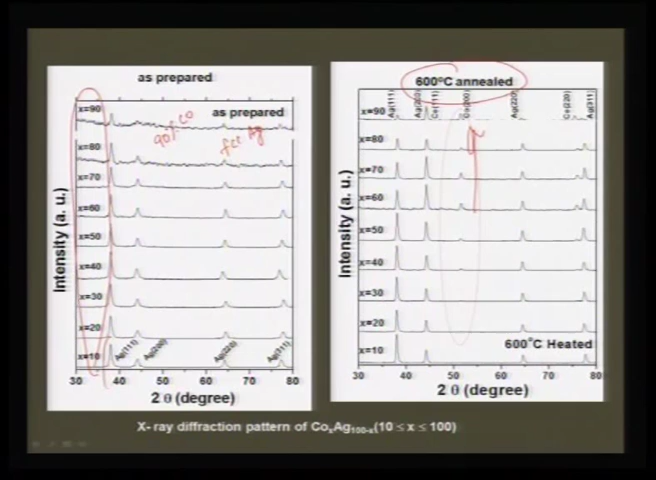 as prepared
as prepared
x=90
x=80
x=70
x=60
x=50
x=40
x=30
x=20
x=10
90% Co
fcc Ag
Ag(111)
Ag(200)
Ag(220)
Ag(111)
Intensity (a. u.)
30 40 50 60 70 80
2 θ (degree)
600°C annealed
Ag(111)
Ag(200)
Co(111)
Co(200)
Ag(220)
Co(220)
Ag(311)
x=90
x=80
x=70
x=60
x=50
x=40
x=30
x=20
x=10
600°C Heated
Intensity (a. u.)
30 40 50 60 70 80
2 θ (degree)
X- ray diffraction pattern of CoxAg100-x(10 ≤ x ≤ 100)